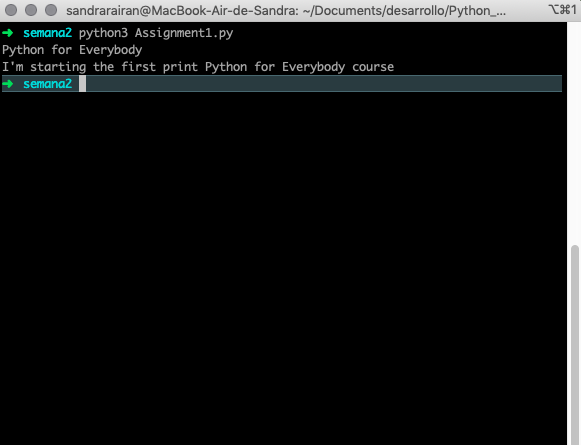 sandrarairan@MacBook-Air-de-Sandra: ~/Documents/desarrollo/Python_... ⌥⌘1
➜ semana2 python3 Assignment1.py
Python for Everybody
I'm starting the first print Python for Everybody course
➜ semana2